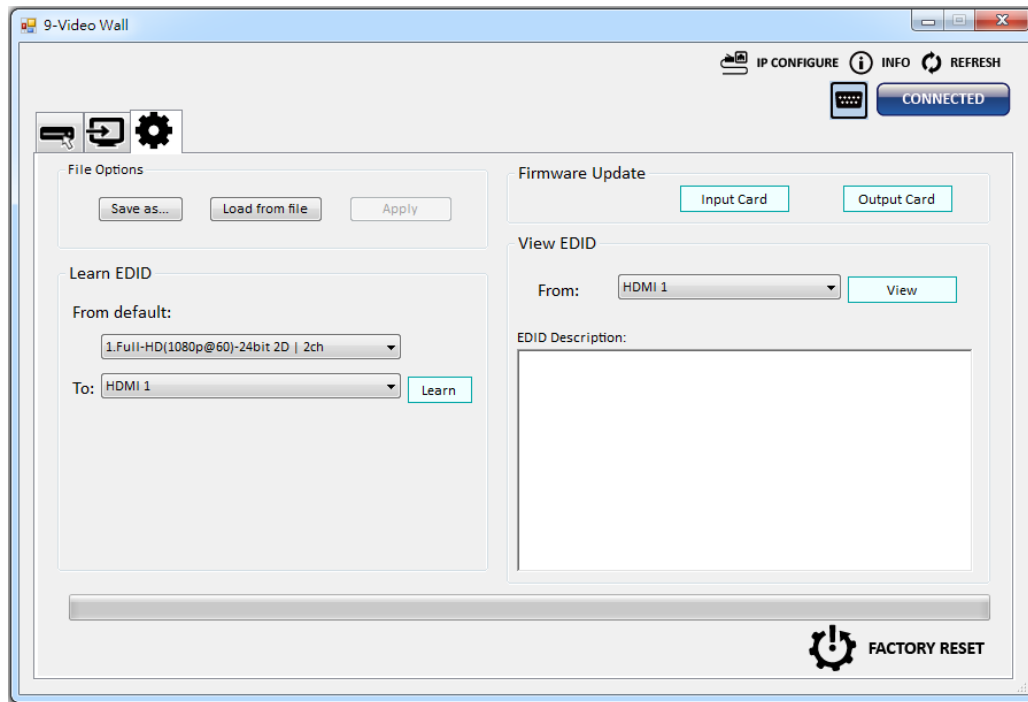 9-Video Wall
IP CONFIGURE INFO REFRESH
CONNECTED
File Options
Save as... Load from file Apply
Learn EDID
From default:
1.Full-HD(1080p@60)-24bit 2D | 2ch
To: HDMI 1 Learn
Firmware Update
Input Card Output Card
View EDID
From: HDMI 1 View
EDID Description:
FACTORY RESET